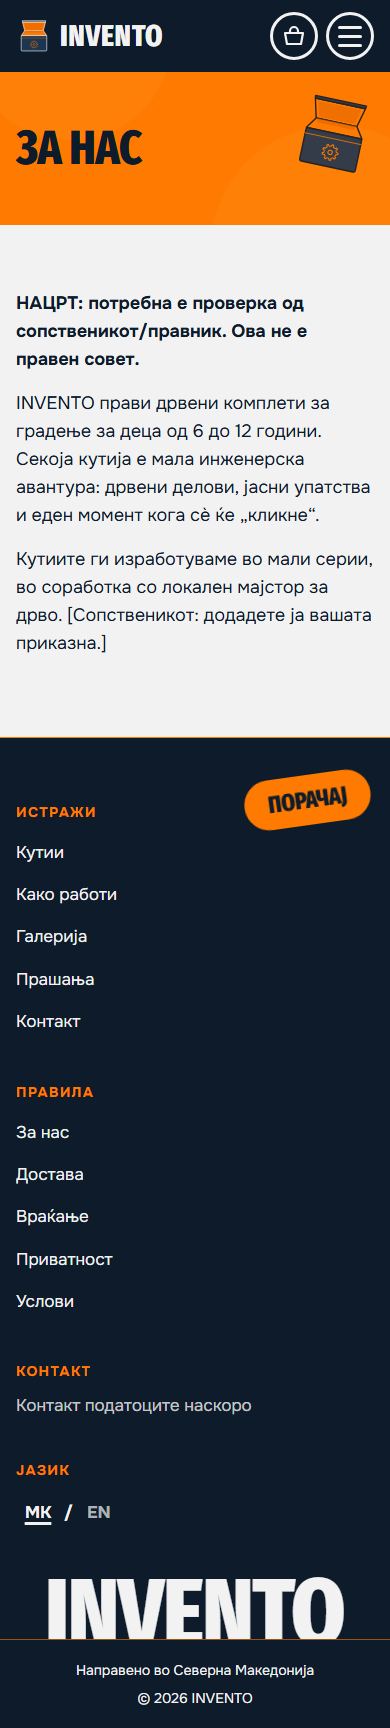 INVENTO
ЗА НАС
НАЦРТ: потребна е проверка од
сопственикот/правник. Ова не е
правен совет.
INVENTO прави дрвени комплети за
градење за деца од 6 до 12 години.
Секоја кутија е мала инженерска
авантура: дрвени делови, јасни упатства
и еден момент кога сѐ ќе „кликне“.
Кутиите ги изработуваме во мали серии,
во соработка со локален мајстор за
дрво. [Сопственикот: додадете ја вашата
приказна.]
ПОРАЧАЈ
ИСТРАЖИ
Кутии
Како работи
Галерија
Прашања
Контакт
ПРАВИЛА
За нас
Достава
Враќање
Приватност
Услови
КОНТАКТ
Контакт податоците наскоро
ЈАЗИК
МК / EN
INVENTO
Направено во Северна Македонија
© 2026 INVENTO